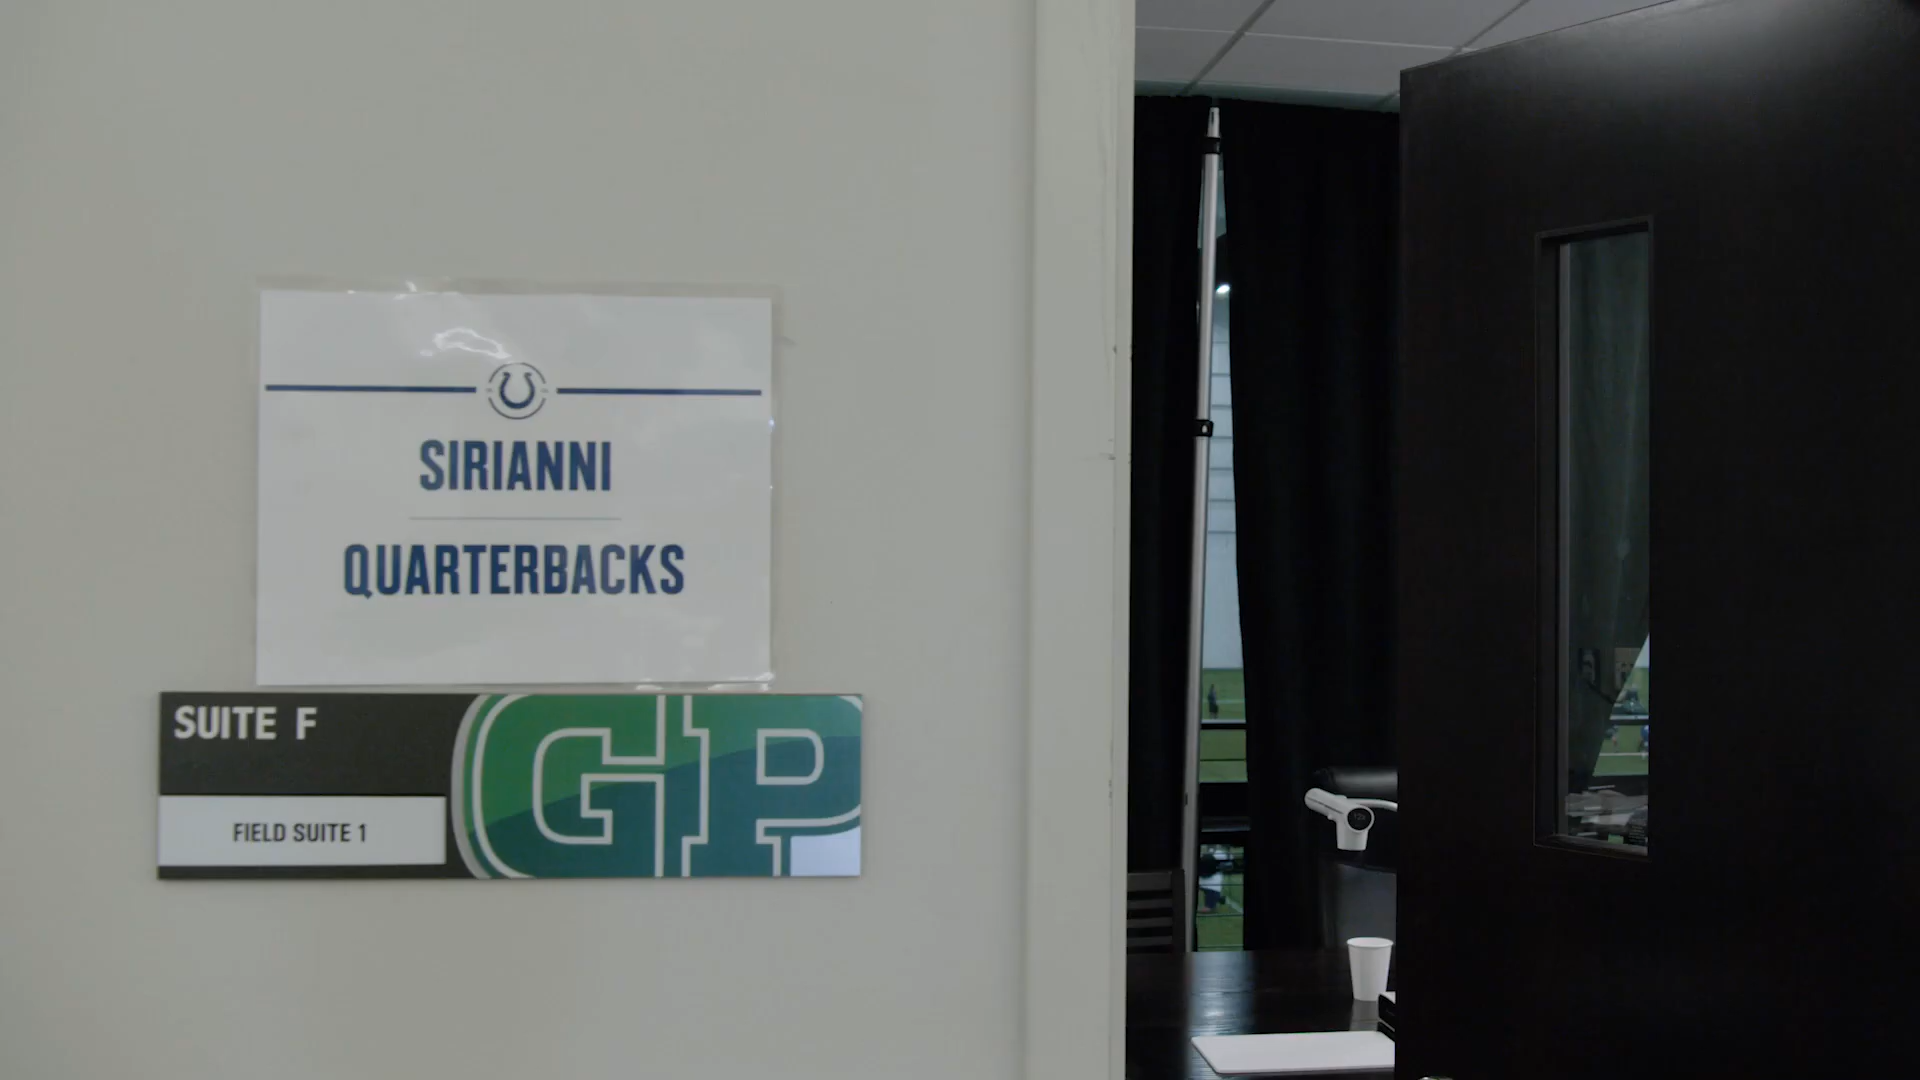 SIRIANNI
QUARTERBACKS
SUITE F
GP
FIELD SUITE 1